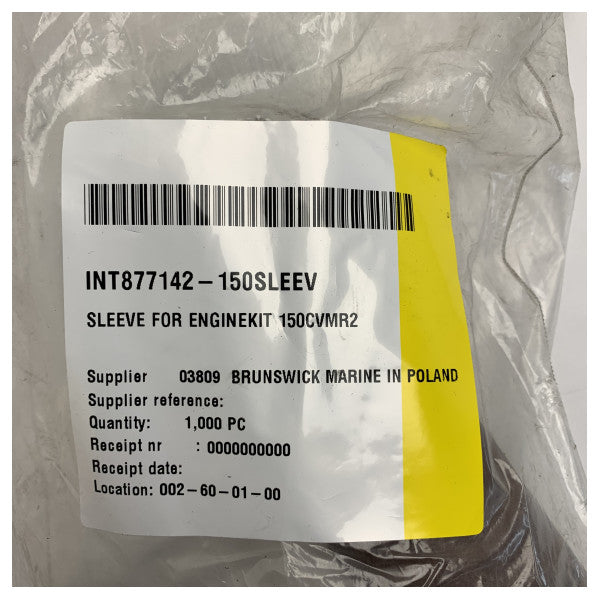 INT877142-150SLEEV
SLEEVE FOR ENGINEKIT 150CVMR2
Supplier 03809 BRUNSWICK MARINE IN POLAND
Supplier reference:
Quantity: 1,000 PC
Receipt nr : 0000000000
Receipt date:
Location: 002-60-01-00